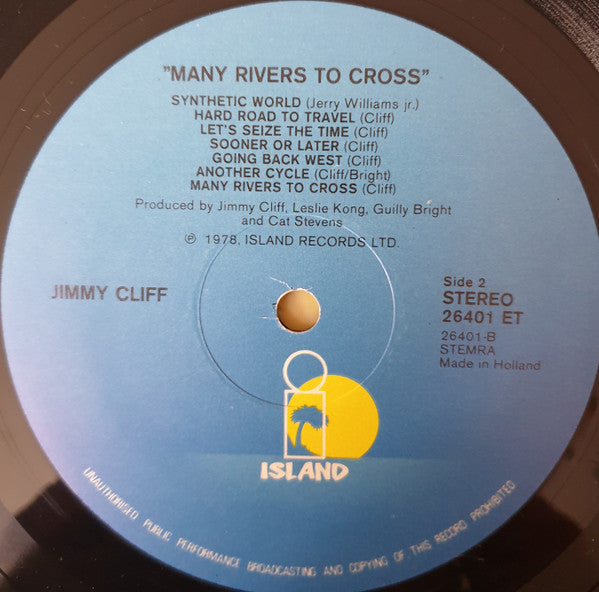 "MANY RIVERS TO CROSS"
SYNTHETIC WORLD (Jerry Williams jr.)
HARD ROAD TO TRAVEL (Cliff)
LET'S SEIZE THE TIME (Cliff)
SOONER OR LATER (Cliff)
GOING BACK WEST (Cliff)
ANOTHER CYCLE (Cliff/Bright)
MANY RIVERS TO CROSS (Cliff)
Produced by Jimmy Cliff, Leslie Kong, Guilly Bright
and Cat Stevens
℗ 1978, ISLAND RECORDS LTD.
JIMMY CLIFF
Side 2
STEREO
26401 ET
26401-B
STEMRA
Made in Holland
ISLAND
UNAUTHORISED PUBLIC PERFORMANCE BROADCASTING AND COPYING OF THIS RECORD PROHIBITED